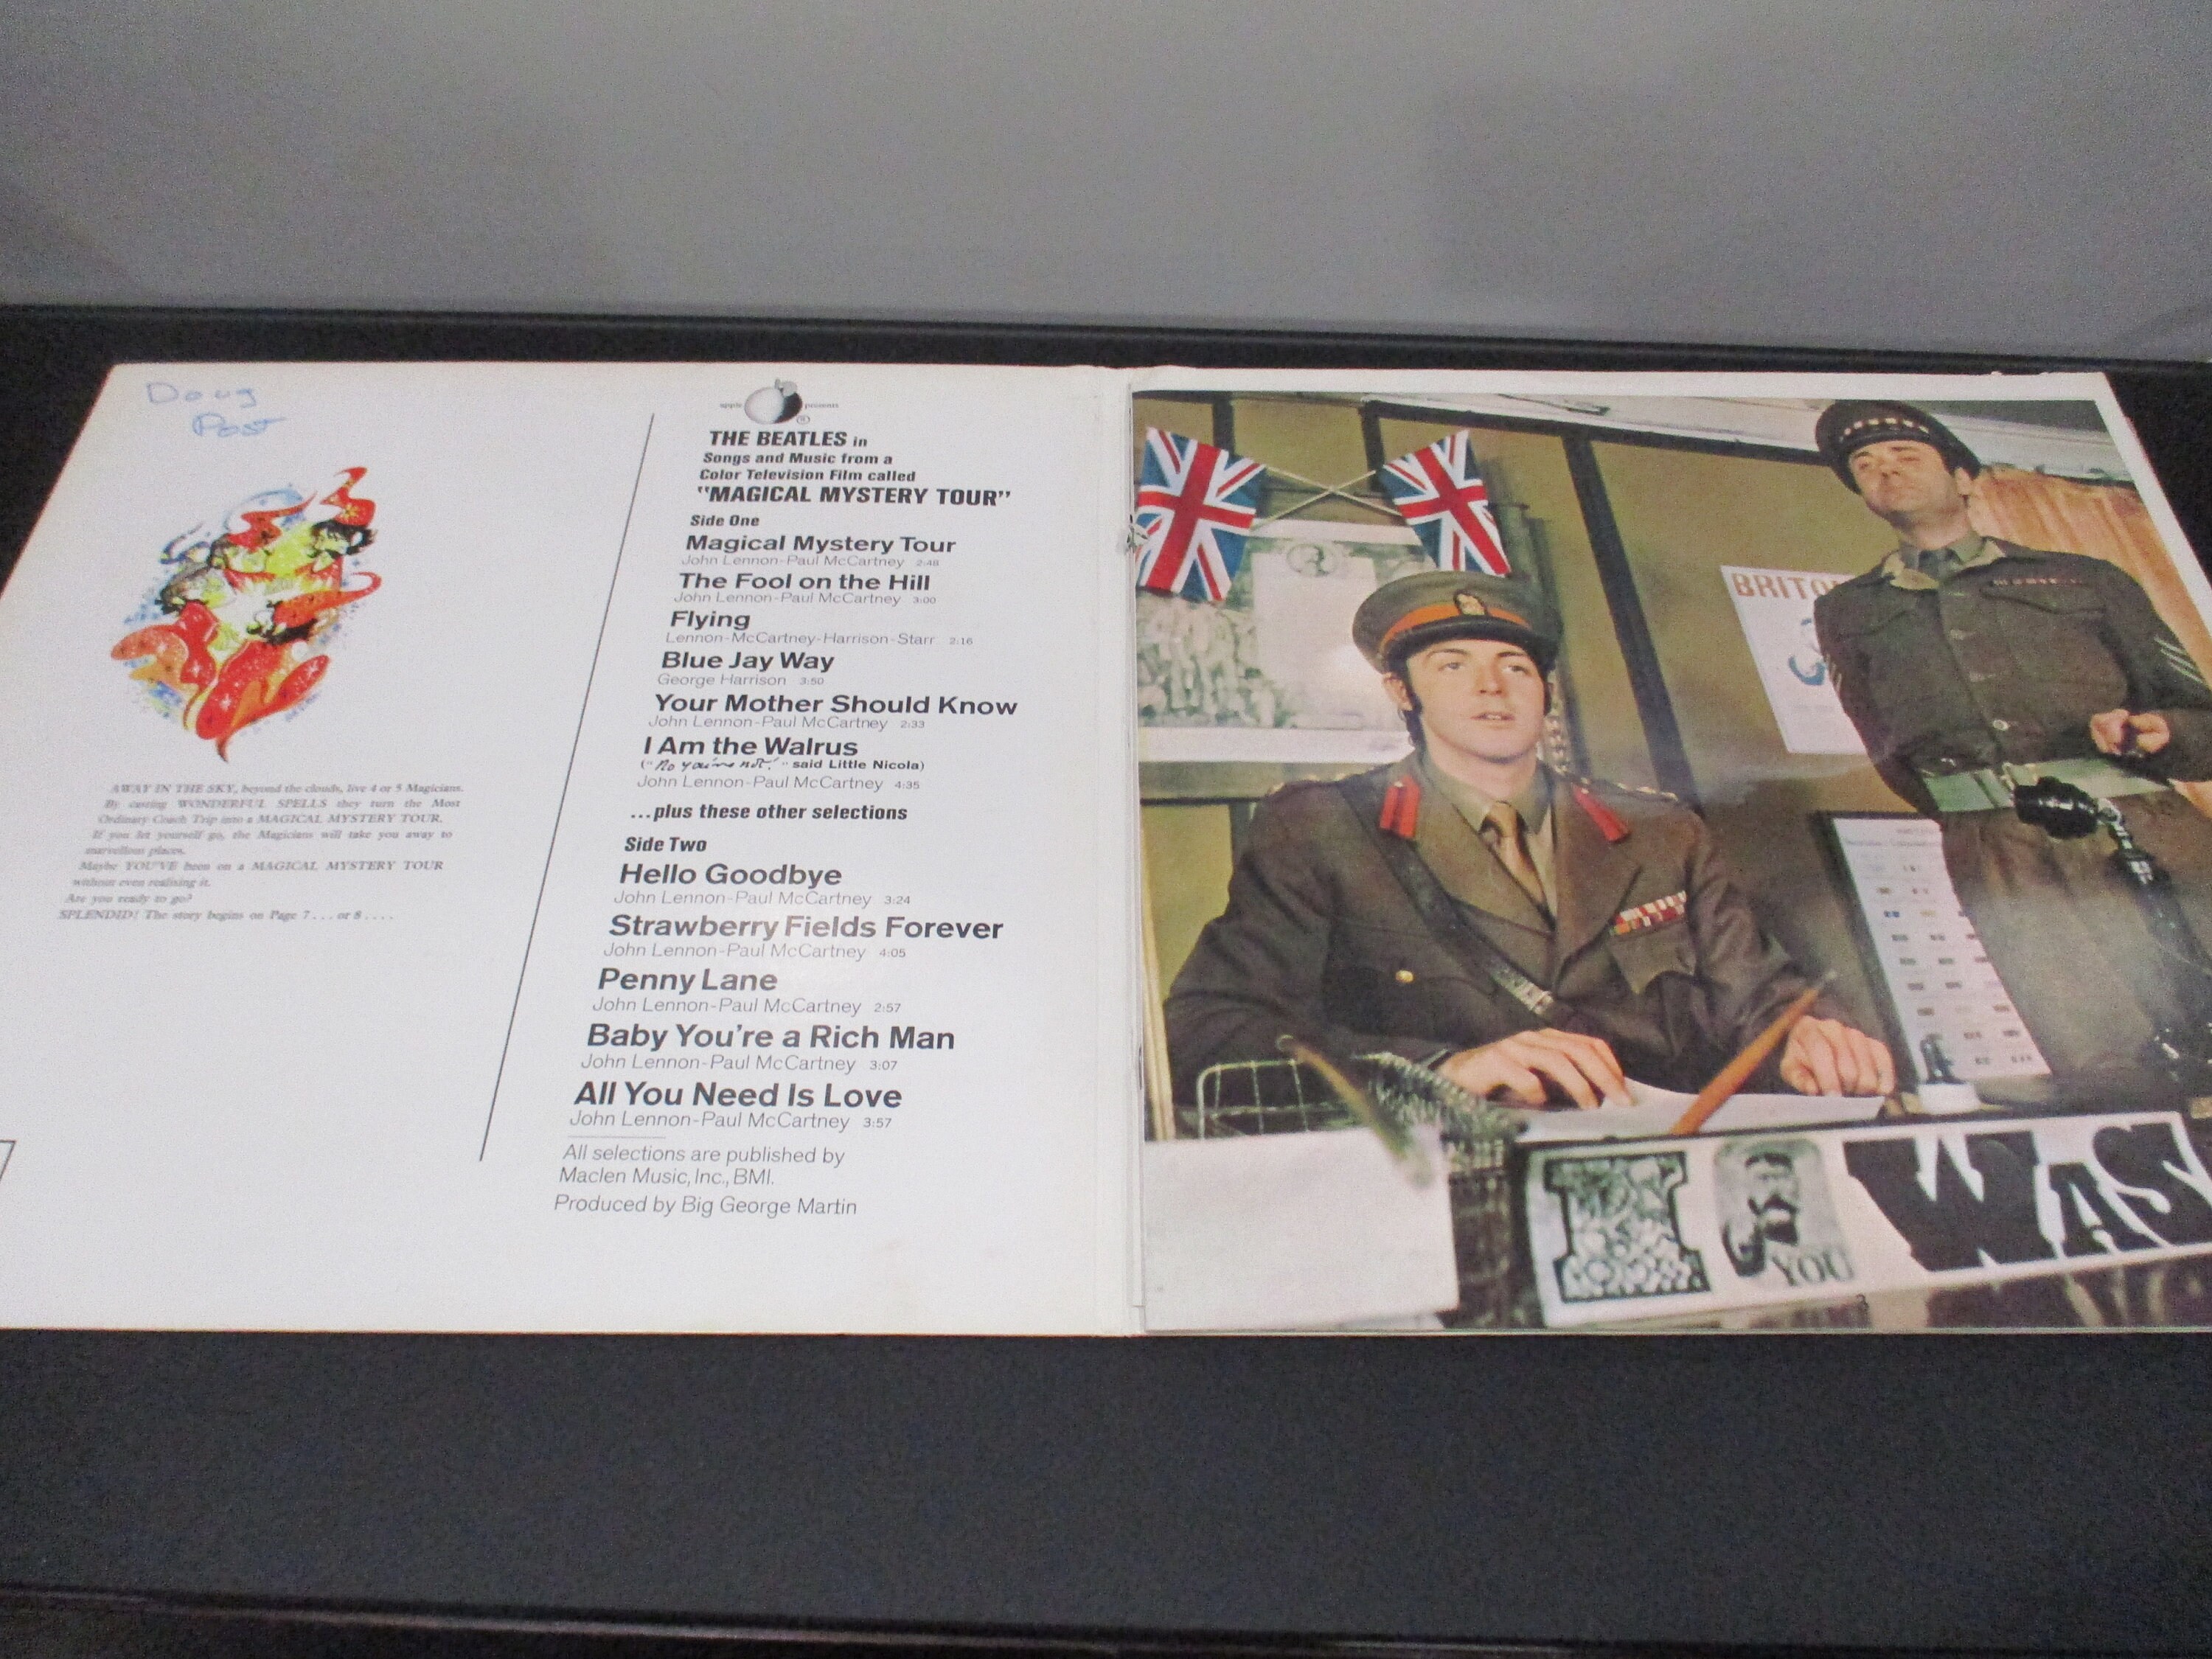 Doug
Post
AWAY IN THE SKY, beyond the clouds, live 4 or 5 Magicians.
By casting WONDERFUL SPELLS they turn the Most
Ordinary Coach Trip into a MAGICAL MYSTERY TOUR.
If you let yourself go, the Magicians will take you away to
marvellous places.
Maybe YOU'VE been on a MAGICAL MYSTERY TOUR
without even realising it.
Are you ready to go?
SPLENDID! The story begins on Page 7 . . . or 8 . . . .
apple presents
®
THE BEATLES in
Songs and Music from a
Color Television Film called
"MAGICAL MYSTERY TOUR"
Side One
Magical Mystery Tour
John Lennon-Paul McCartney 2:48
The Fool on the Hill
John Lennon-Paul McCartney 3:00
Flying
Lennon-McCartney-Harrison-Starr 2:16
Blue Jay Way
George Harrison 3:50
Your Mother Should Know
John Lennon-Paul McCartney 2:33
I Am the Walrus
("No you're not!" said Little Nicola)
John Lennon-Paul McCartney 4:35
...plus these other selections
Side Two
Hello Goodbye
John Lennon-Paul McCartney 3:24
Strawberry Fields Forever
John Lennon-Paul McCartney 4:05
Penny Lane
John Lennon-Paul McCartney 2:57
Baby You're a Rich Man
John Lennon-Paul McCartney 3:07
All You Need Is Love
John Lennon-Paul McCartney 3:57
All selections are published by
Maclen Music, Inc., BMI.
Produced by Big George Martin
BRITO
I YOU WAS
3